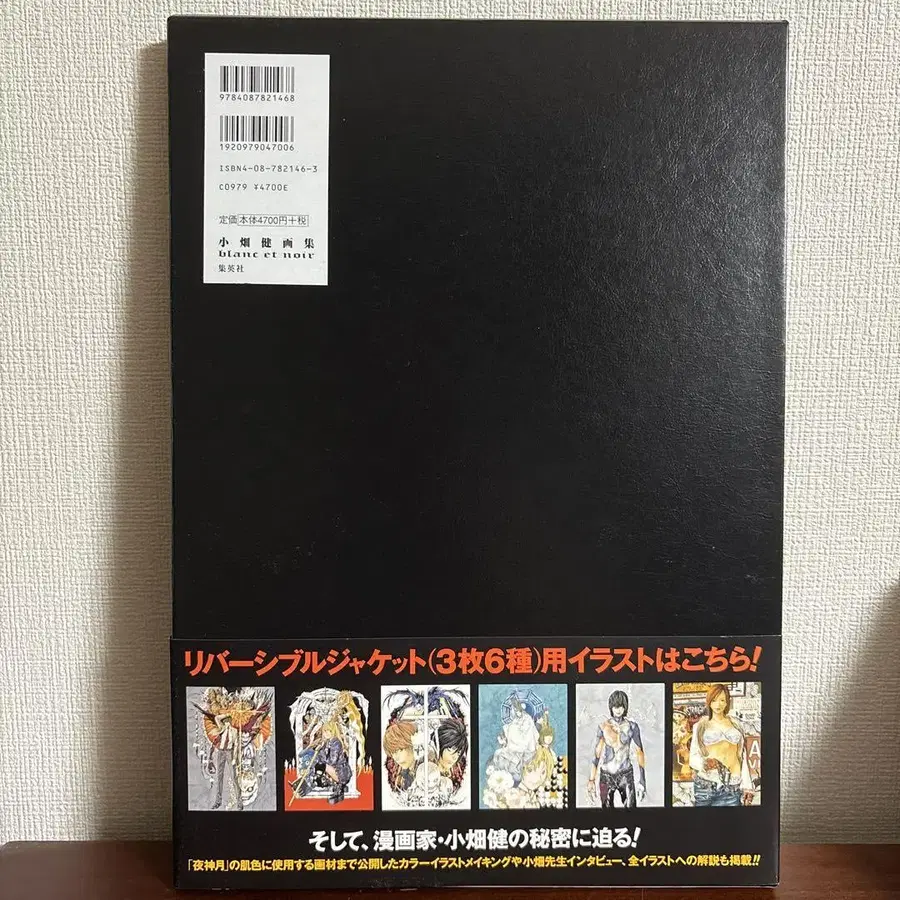 9784087821468
1920979047006
ISBN4-08-782146-3
C0979 ¥4700E
定価 本体4700円+税
小畑健画集
blanc et noir
集英社
リバーシブルジャケット(3枚6種)用イラストはこちら!
そして、漫画家・小畑健の秘密に迫る!
「夜神月」の肌色に使用する画材まで公開したカラーイラストメイキングや小畑先生インタビュー、全イラストへの解説も掲載!!